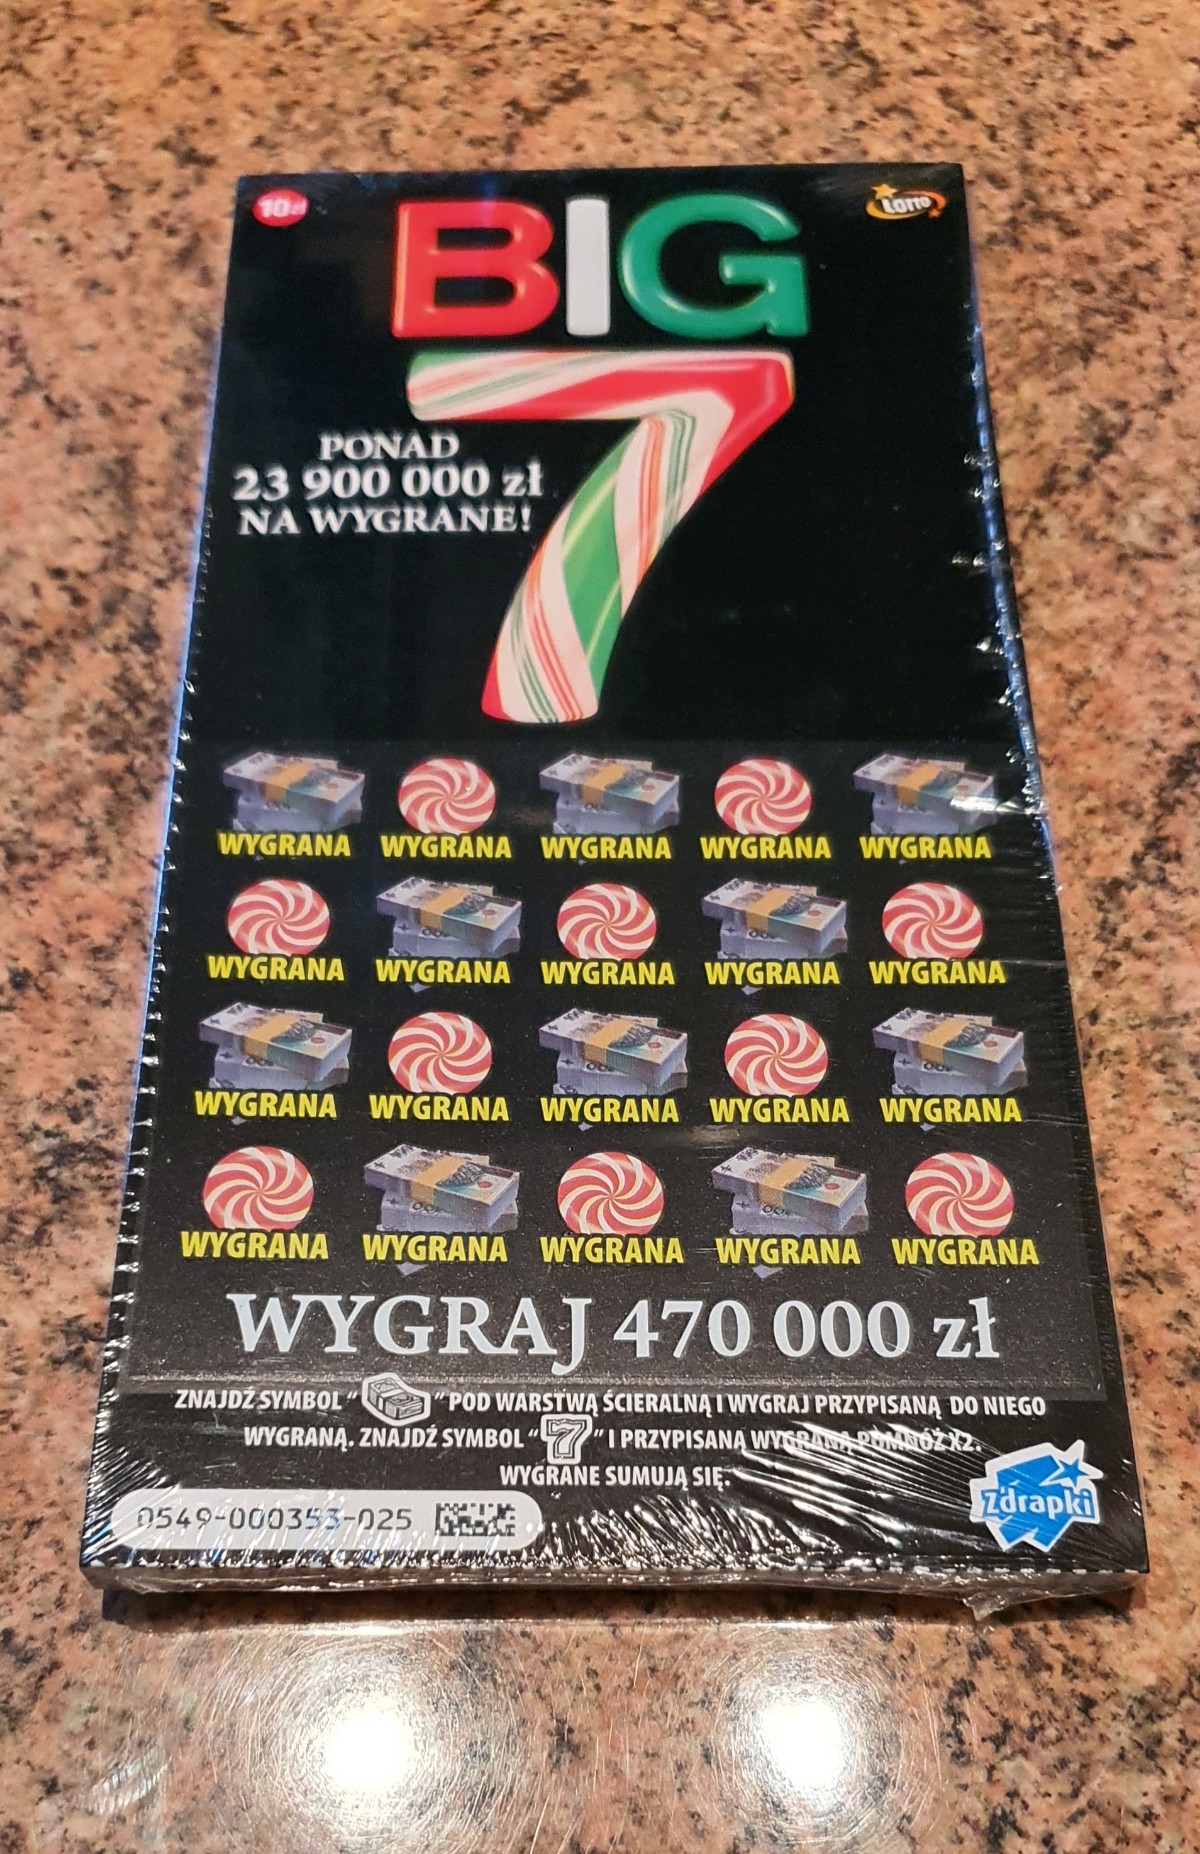 10zł
LOTTO
BIG
7
PONAD
23 900 000 zł
NA WYGRANE!
WYGRANA WYGRANA WYGRANA WYGRANA WYGRANA
WYGRANA WYGRANA WYGRANA WYGRANA WYGRANA
WYGRANA WYGRANA WYGRANA WYGRANA WYGRANA
WYGRANA WYGRANA WYGRANA WYGRANA WYGRANA
WYGRAJ 470 000 zł
ZNAJDŹ SYMBOL “ ” POD WARSTWĄ ŚCIERALNĄ I WYGRAJ PRZYPISANĄ DO NIEGO
WYGRANĄ. ZNAJDŹ SYMBOL “7” I PRZYPISANĄ WYGRANĄ POMNÓŻ X2.
WYGRANE SUMUJĄ SIĘ.
0549-000353-025
Zdrapki